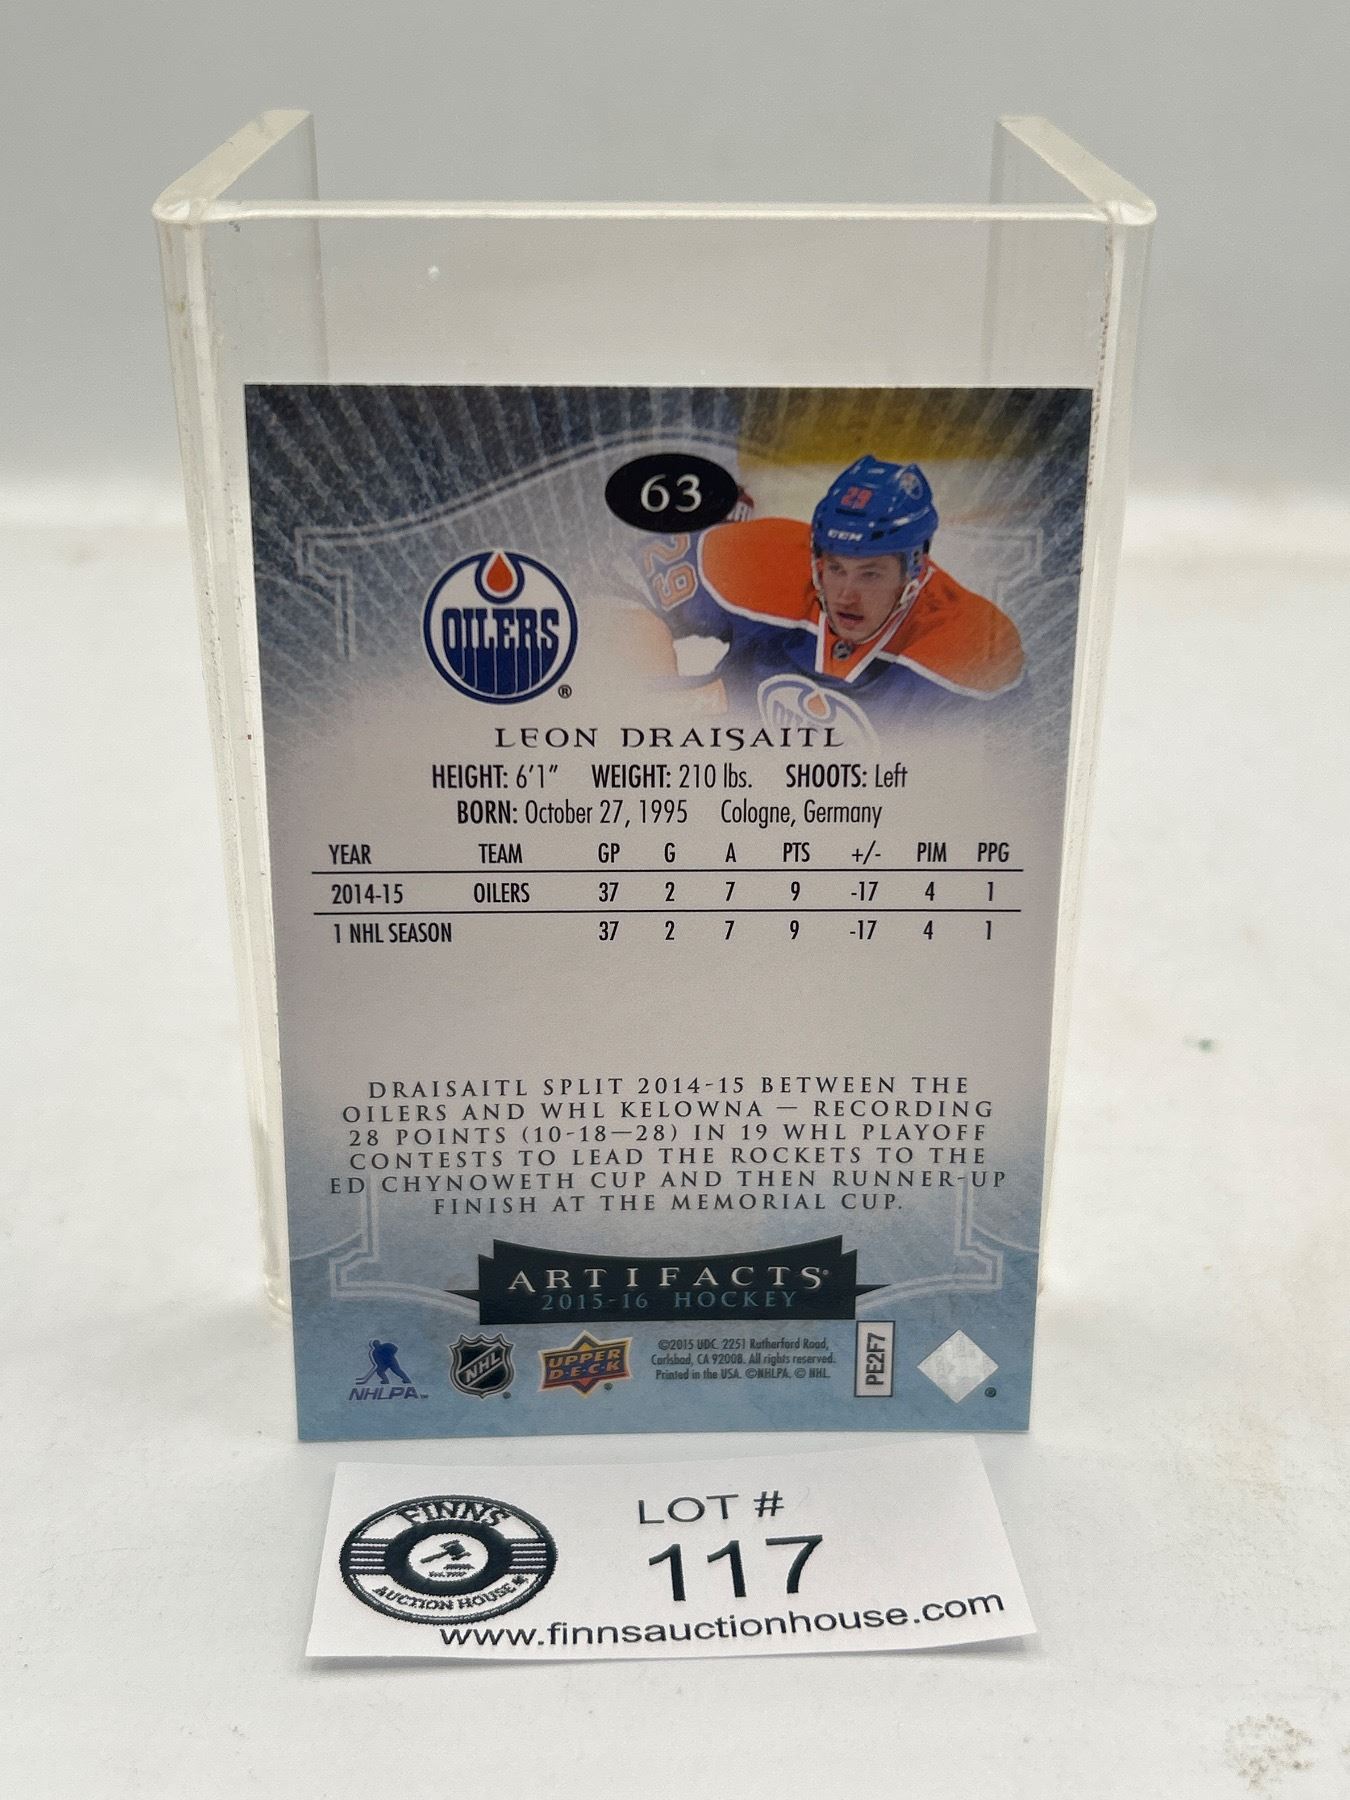 63
29
CCM
29
OILERS ®
LEON DRAISAITL
HEIGHT: 6'1" WEIGHT: 210 lbs. SHOOTS: Left
BORN: October 27, 1995 Cologne, Germany
YEAR TEAM GP G A PTS +/- PIM PPG
2014-15 OILERS 37 2 7 9 -17 4 1
1 NHL SEASON 37 2 7 9 -17 4 1
DRAISAITL SPLIT 2014-15 BETWEEN THE
OILERS AND WHL KELOWNA — RECORDING
28 POINTS (10-18—28) IN 19 WHL PLAYOFF
CONTESTS TO LEAD THE ROCKETS TO THE
ED CHYNOWETH CUP AND THEN RUNNER-UP
FINISH AT THE MEMORIAL CUP.
ARTIFACTS
2015-16 HOCKEY
NHLPA™
NHL
UPPER
D·E·C·K
©2015 UDC. 2251 Rutherford Road,
Carlsbad, CA 92008. All rights reserved.
Printed in the USA. ©NHLPA. © NHL.
PE2F7
FINNS
AUCTION HOUSE
LOT #
117
www.finnsauctionhouse.com